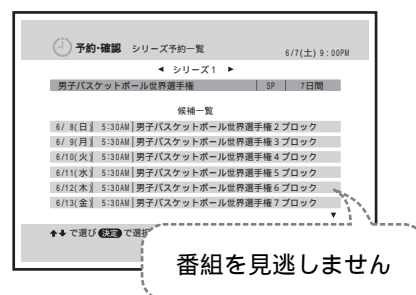 予約・確認 シリーズ予約一覧 6/7(土) 9:00PM
◀ シリーズ1 ▶
男子バスケットボール世界選手権 SP 7日間
候補一覧
6/ 8(日) 5:30AM 男子バスケットボール世界選手権2ブロック
6/ 9(月) 5:30AM 男子バスケットボール世界選手権3ブロック
6/10(火) 5:30AM 男子バスケットボール世界選手権4ブロック
6/11(水) 5:30AM 男子バスケットボール世界選手権5ブロック
6/12(木) 5:30AM 男子バスケットボール世界選手権6ブロック
6/13(金) 5:30AM 男子バスケットボール世界選手権7ブロック
▼
で選び 決定 で選択
番組を見逃しません